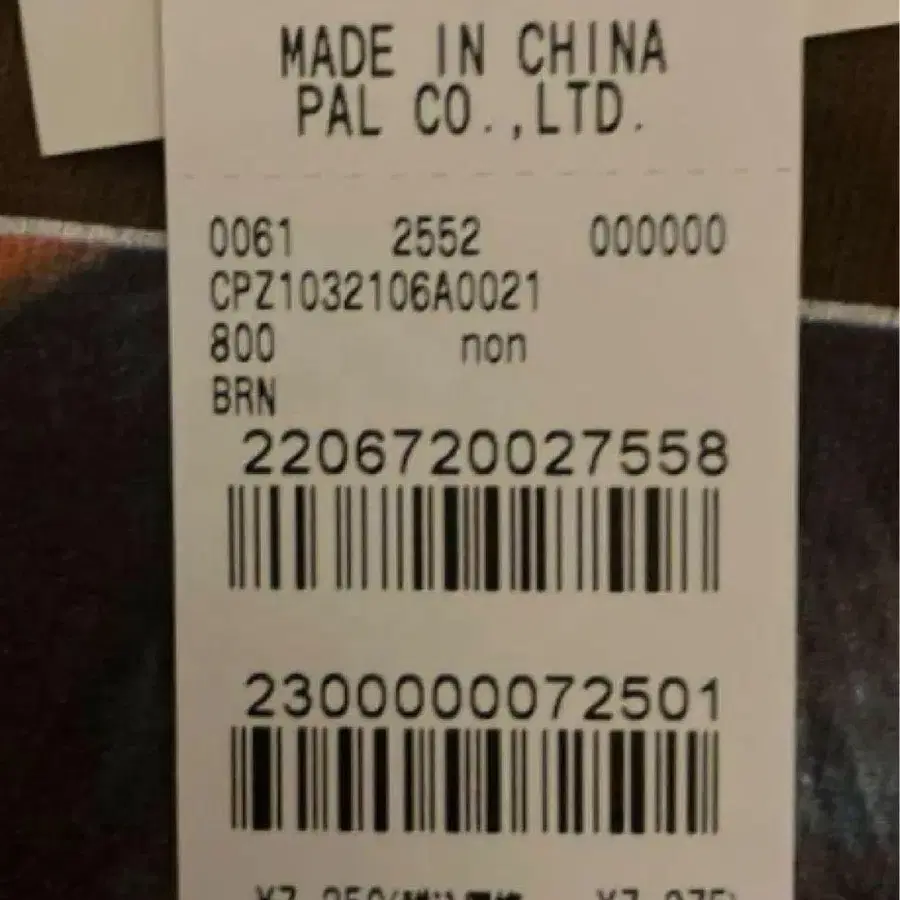 MADE IN CHINA
PAL CO.,LTD.
0061 2552 000000
CPZ1032106A0021
800 non
BRN
2206720027558
2300000072501